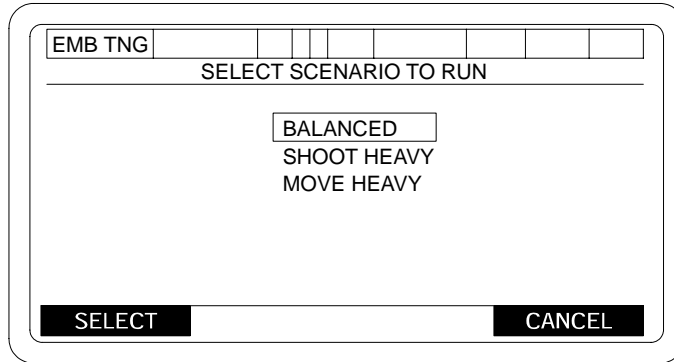 EMB TNG
SELECT SCENARIO TO RUN
BALANCED
SHOOT HEAVY
MOVE HEAVY
SELECT CANCEL